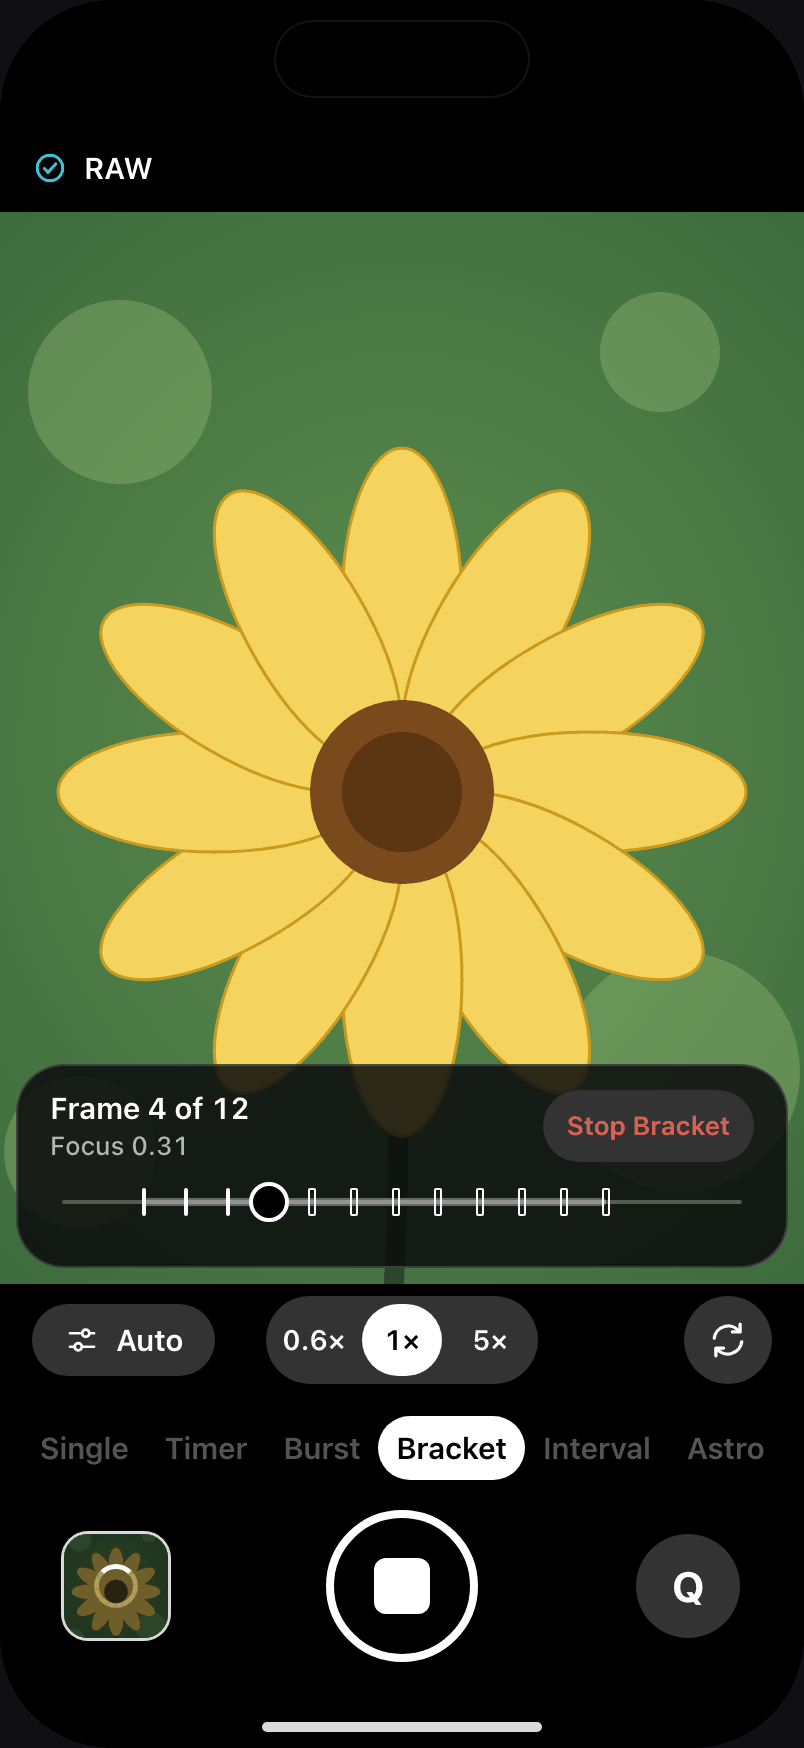 RAW
Frame 4 of 12
Focus 0.31
Stop Bracket
Auto
0.6×
1×
5×
Single
Timer
Burst
Bracket
Interval
Astro
Q